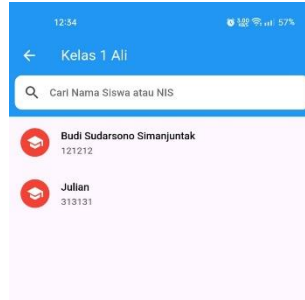 12:34
57%
Kelas 1 Ali
Cari Nama Siswa atau NIS
Budi Sudarsono Simanjuntak
121212
Julian
313131